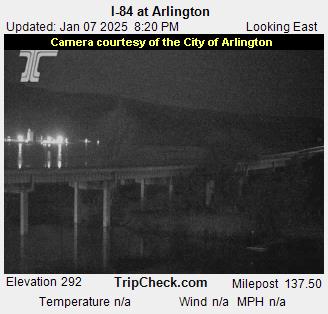 I-84 at Arlington
Updated: Jan 07 2025 8:20 PM Looking East
Camera courtesy of the City of Arlington
Elevation 292 TripCheck.com Milepost 137.50
Temperature n/a Wind n/a MPH n/a